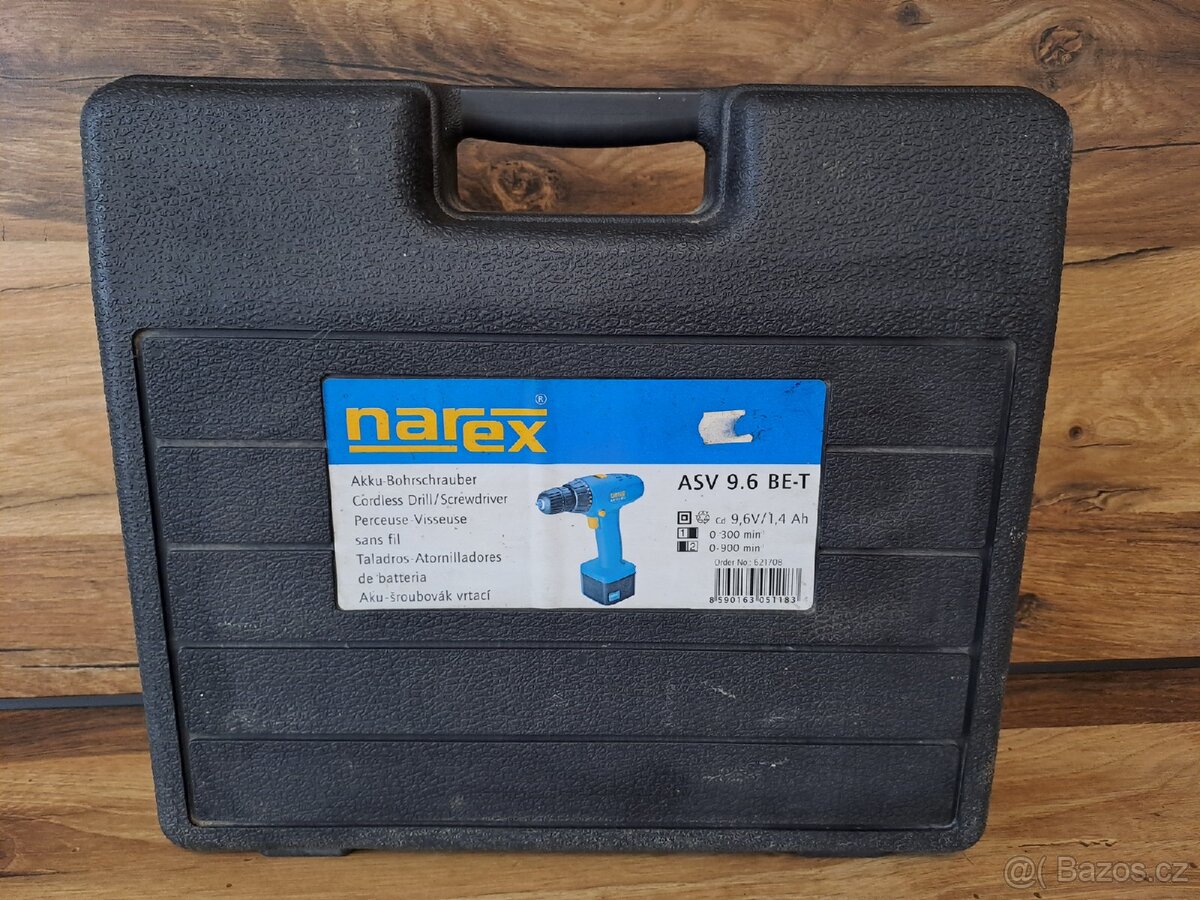 narex ®
Akku-Bohrschrauber
Cordless Drill/Screwdriver
Perceuse-Visseuse
sans fil
Taladros-Atornilladores
de batteria
Aku-šroubovák vrtací
ASV 9.6 BE-T
Cd 9,6V/1,4 Ah
1 0-300 min
2 0-900 min
Order No.: 621708
8 590163 051183
@( Bazos.cz